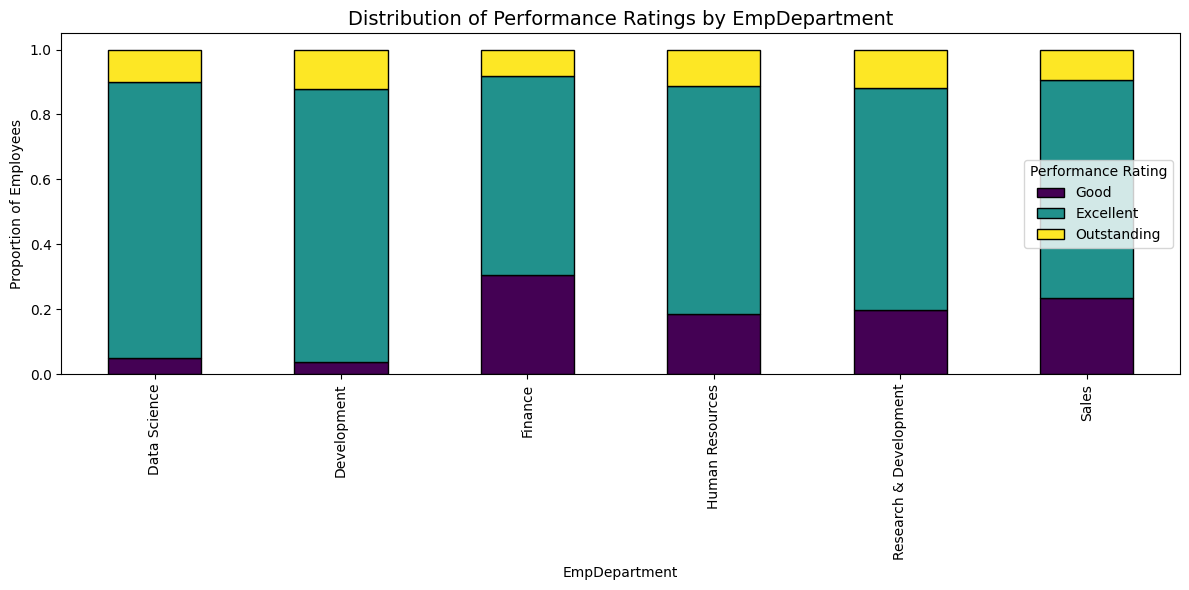 Distribution of Performance Ratings by EmpDepartment
Proportion of Employees
1.0
0.8
0.6
0.4
0.2
0.0
Performance Rating
Good
Excellent
Outstanding
Data Science
Development
Finance
Human Resources
Research & Development
Sales
EmpDepartment